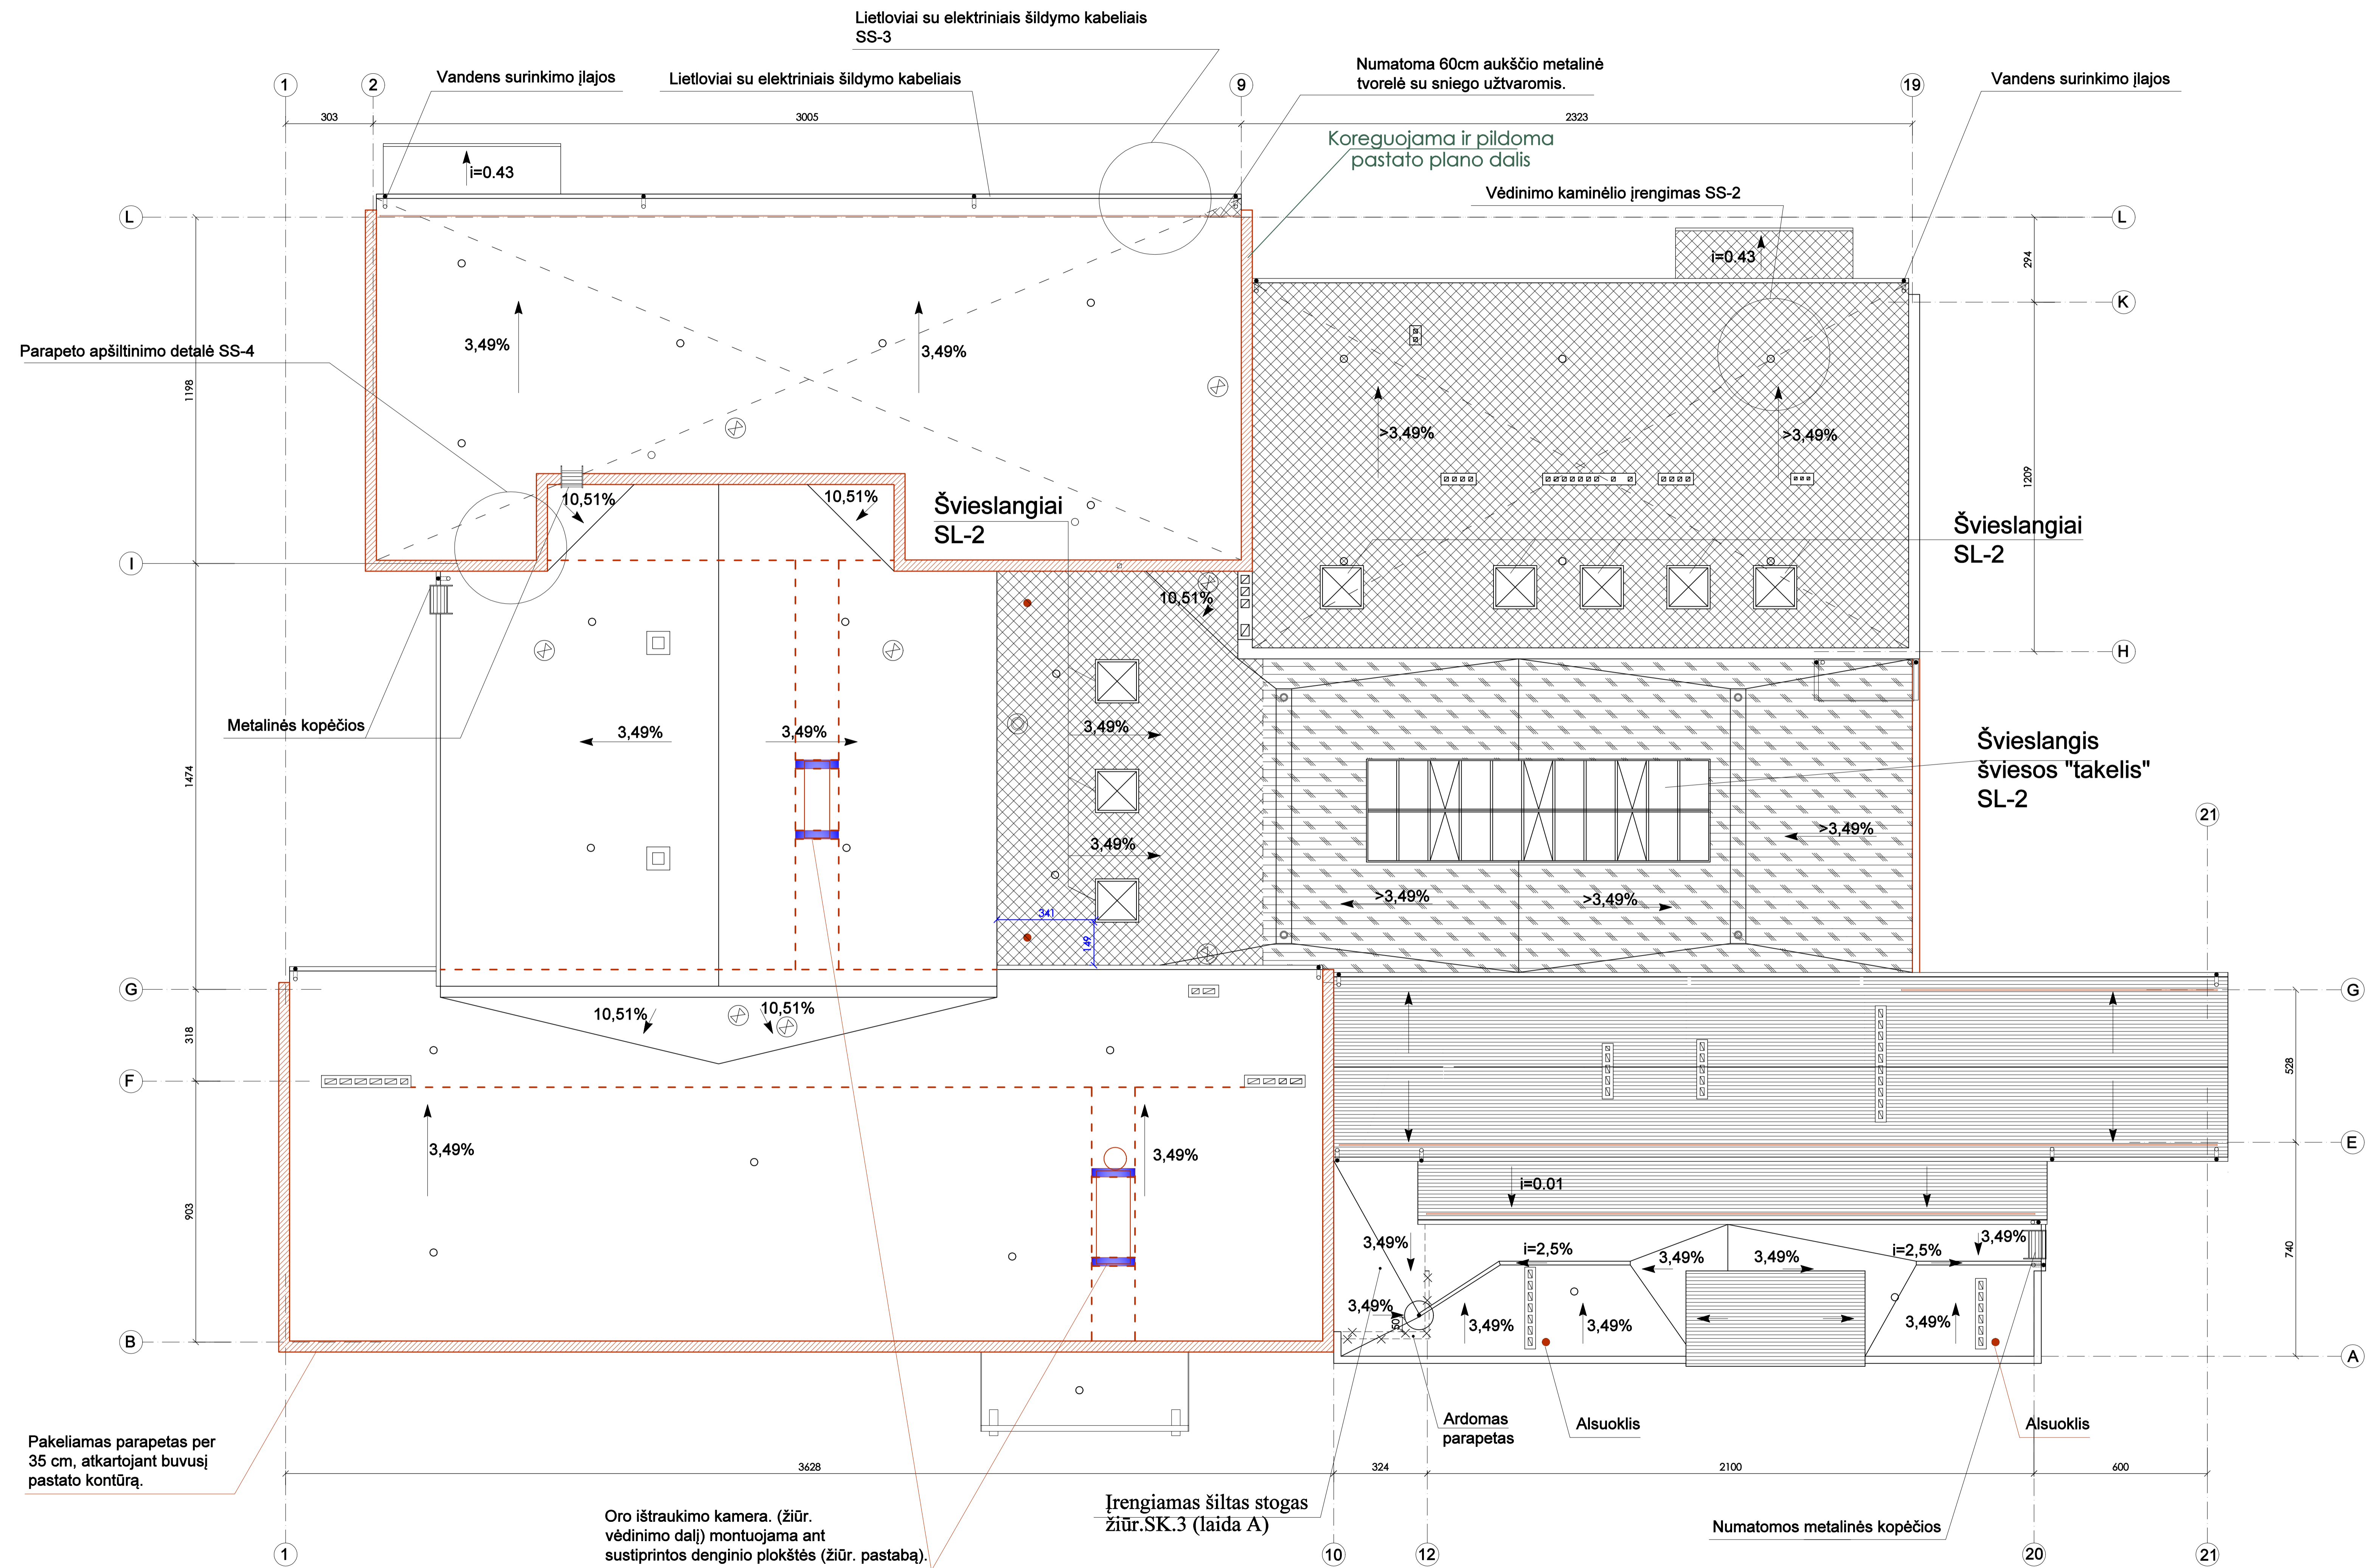 Lietloviai su elektriniais šildymo kabeliais
SS-3
Vandens surinkimo įlajos
Lietloviai su elektriniais šildymo kabeliais
Numatoma 60cm aukščio metalinė
tvorelė su sniego užtvaromis.
Vandens surinkimo įlajos
1
2
9
19
303
3005
2323
Koreguojama ir pildoma
pastato plano dalis
i=0.43
Vėdinimo kaminėlio įrengimas SS-2
L
L
i=0.43
294
K
Parapeto apšiltinimo detalė SS-4
1198
3,49%
3,49%
>3,49%
>3,49%
1209
10,51%
10,51%
Švieslangiai
SL-2
Švieslangiai
SL-2
I
10,51%
H
Metalinės kopėčios
1474
3,49%
3,49%
3,49%
Švieslangis
šviesos "takelis"
SL-2
21
3,49%
>3,49%
>3,49%
>3,49%
341
149
G
G
10,51%
10,51%
318
528
F
3,49%
3,49%
E
903
i=0.01
740
3,49%
i=2,5%
3,49%
3,49%
i=2,5%
3,49%
3,49%
50
3,49%
3,49%
3,49%
B
A
Ardomas
parapetas
Alsuoklis
Alsuoklis
Pakeliamas parapetas per
35 cm, atkartojant buvusį
pastato kontūrą.
3628
324
2100
600
Oro ištraukimo kamera. (žiūr.
vėdinimo dalį) montuojama ant
sustiprintos denginio plokštės (žiūr. pastabą).
Įrengiamas šiltas stogas
žiūr.SK.3 (laida A)
Numatomos metalinės kopėčios
1
10
12
20
21